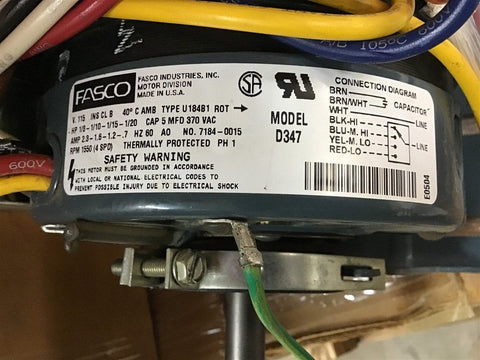 FASCO
FASCO INDUSTRIES, INC.
MOTOR DIVISION
MADE IN U.S.A.
V. 115 INS CL B 40° C AMB TYPE U184B1 ROT →
HP 1/8-1/10-1/15-1/20 CAP 5 MFD 370 VAC
AMP 2.3-1.6-1.2-.7 HZ 60 AO NO. 7184-0015
RPM 1550 (4 SPD) THERMALLY PROTECTED PH 1
SAFETY WARNING
THIS MOTOR MUST BE GROUNDED IN ACCORDANCE
WITH LOCAL OR NATIONAL ELECTRICAL CODES TO
PREVENT POSSIBLE INJURY DUE TO ELECTRICAL SHOCK
SA
RU
MODEL
D347
CONNECTION DIAGRAM
BRN
BRN/WHT CAPACITOR
WHT
BLK-HI LINE
BLU-M. HI
YEL-M. LO
RED-LO LINE
E05D4
600V
105°C
600V